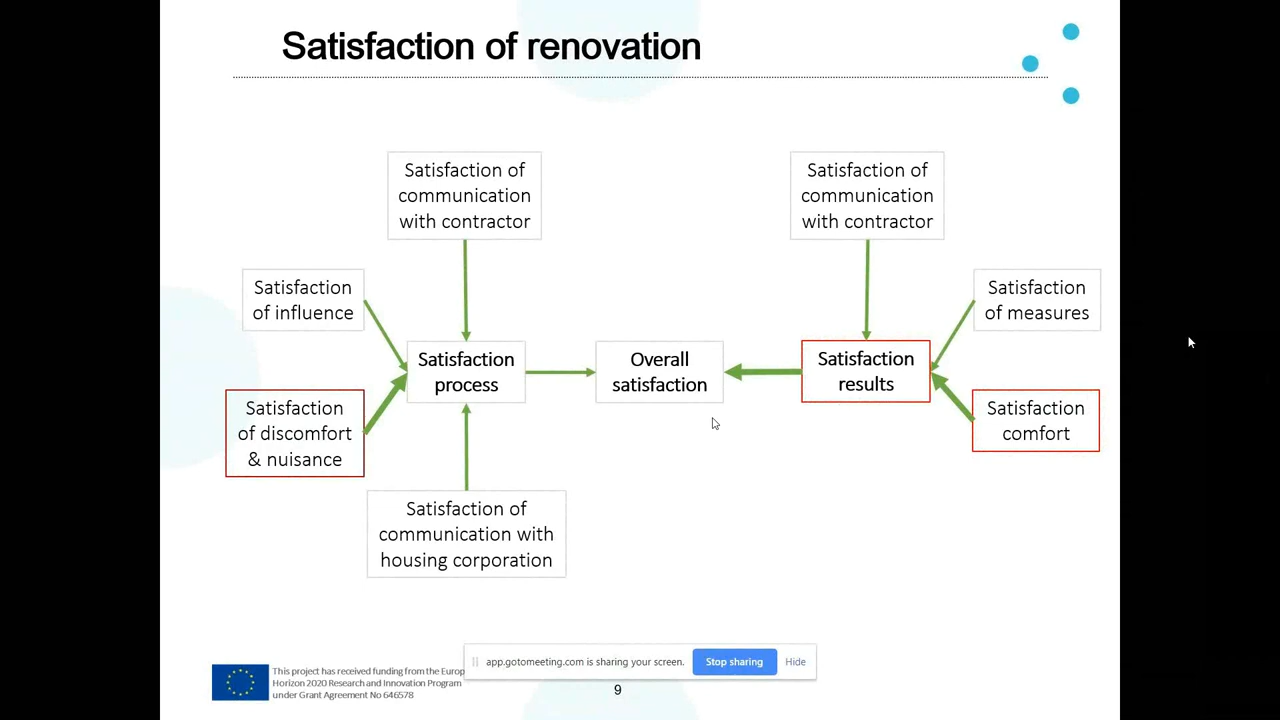 Satisfaction of renovation
Satisfaction of
communication
with contractor
Satisfaction of
communication
with contractor
Satisfaction
of influence
Satisfaction
of measures
Satisfaction
process
Overall
satisfaction
Satisfaction
results
Satisfaction
of discomfort
& nuisance
Satisfaction
comfort
Satisfaction of
communication with
housing corporation
This project has received funding from the Europ
Horizon 2020 Research and Innovation Program
under Grant Agreement No 646578
app.gotomeeting.com is sharing your screen.
Stop sharing
Hide
9